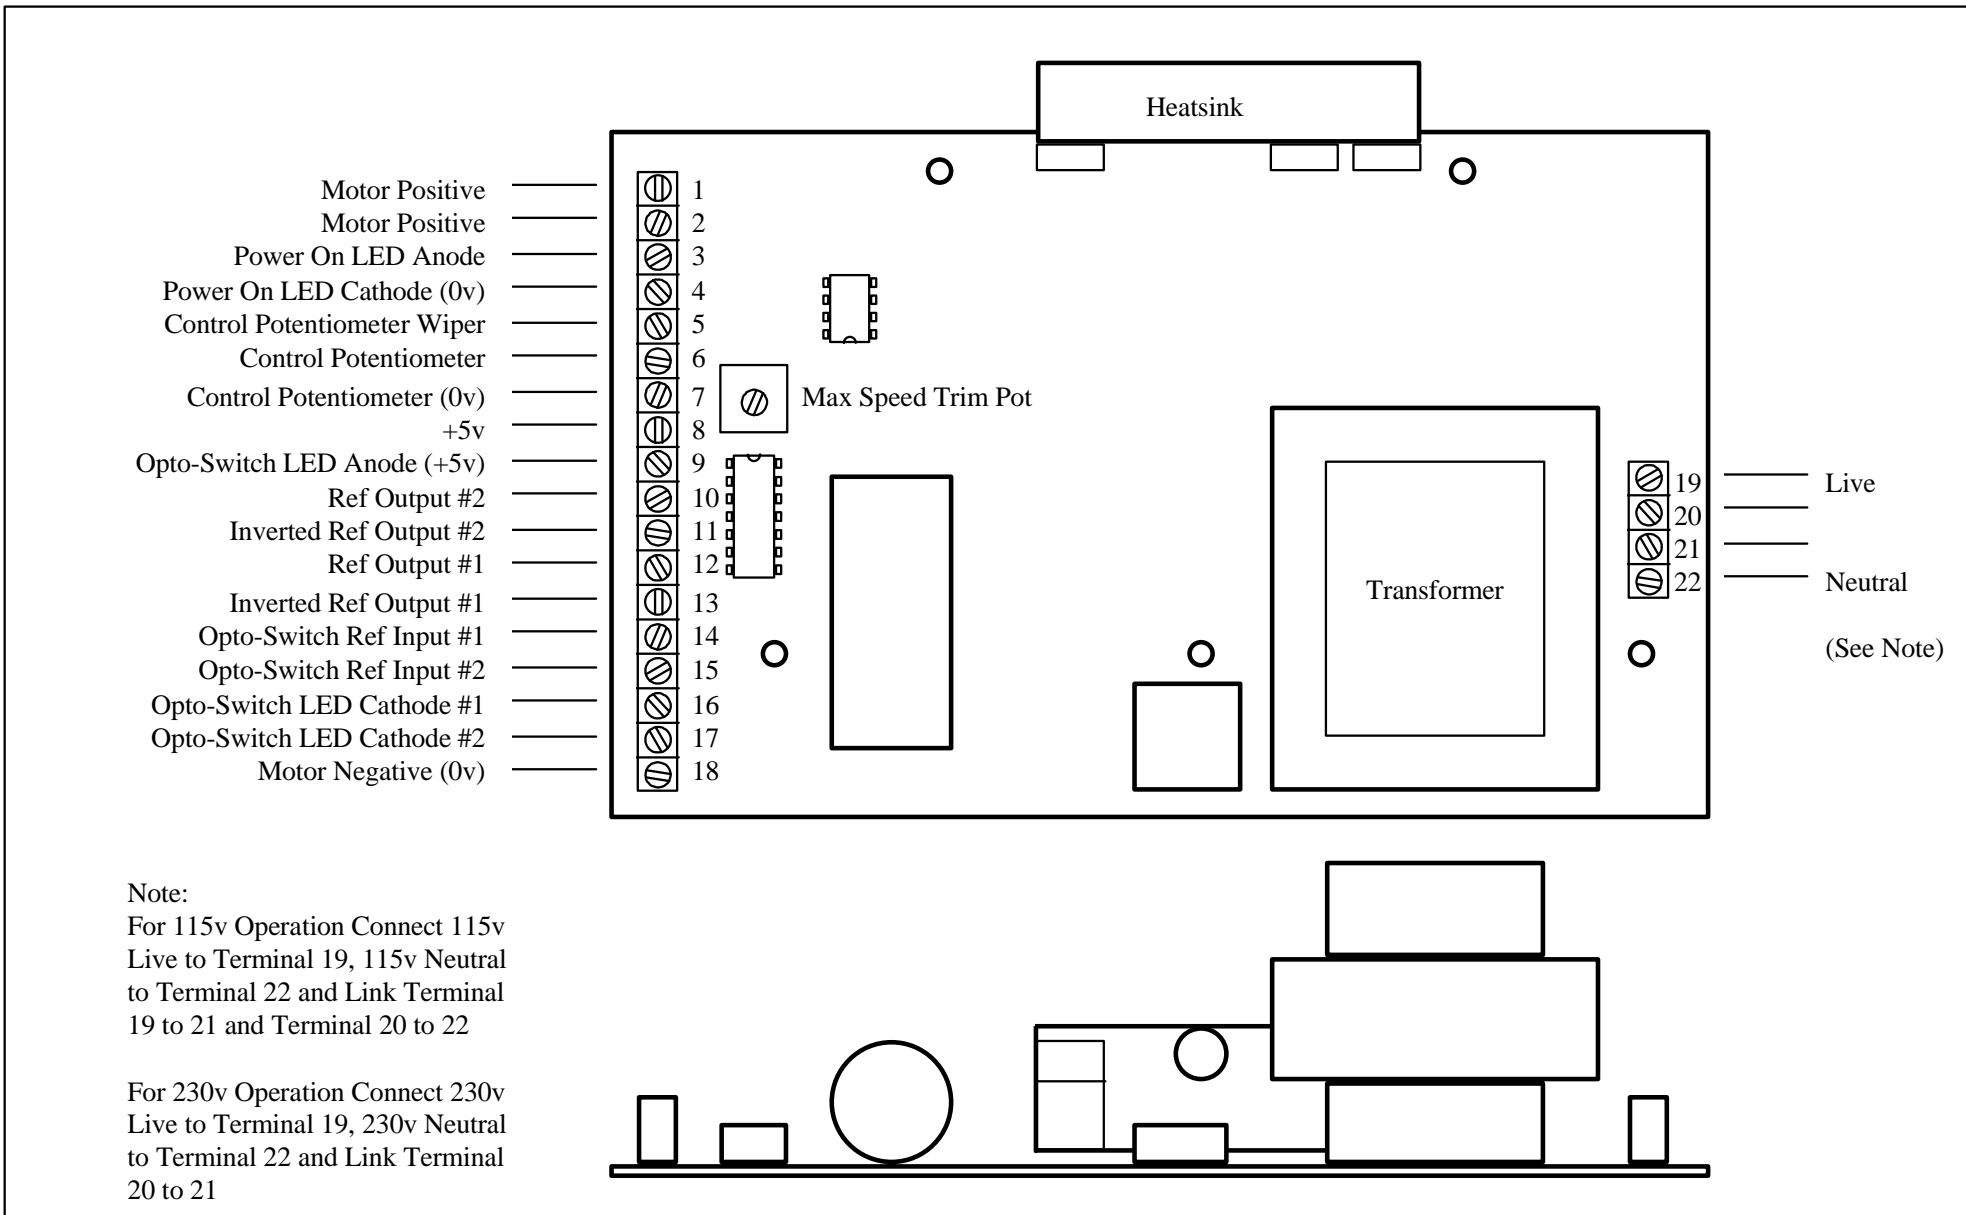 Heatsink
Motor Positive 1
Motor Positive 2
Power On LED Anode 3
Power On LED Cathode (0v) 4
Control Potentiometer Wiper 5
Control Potentiometer 6
Control Potentiometer (0v) 7 Max Speed Trim Pot
+5v 8
Opto-Switch LED Anode (+5v) 9
Ref Output #2 10
Inverted Ref Output #2 11
Ref Output #1 12
Inverted Ref Output #1 13
Opto-Switch Ref Input #1 14
Opto-Switch Ref Input #2 15
Opto-Switch LED Cathode #1 16
Opto-Switch LED Cathode #2 17
Motor Negative (0v) 18
Transformer
19 Live
20
21
22 Neutral
(See Note)
Note:
For 115v Operation Connect 115v
Live to Terminal 19, 115v Neutral
to Terminal 22 and Link Terminal
19 to 21 and Terminal 20 to 22
For 230v Operation Connect 230v
Live to Terminal 19, 230v Neutral
to Terminal 22 and Link Terminal
20 to 21